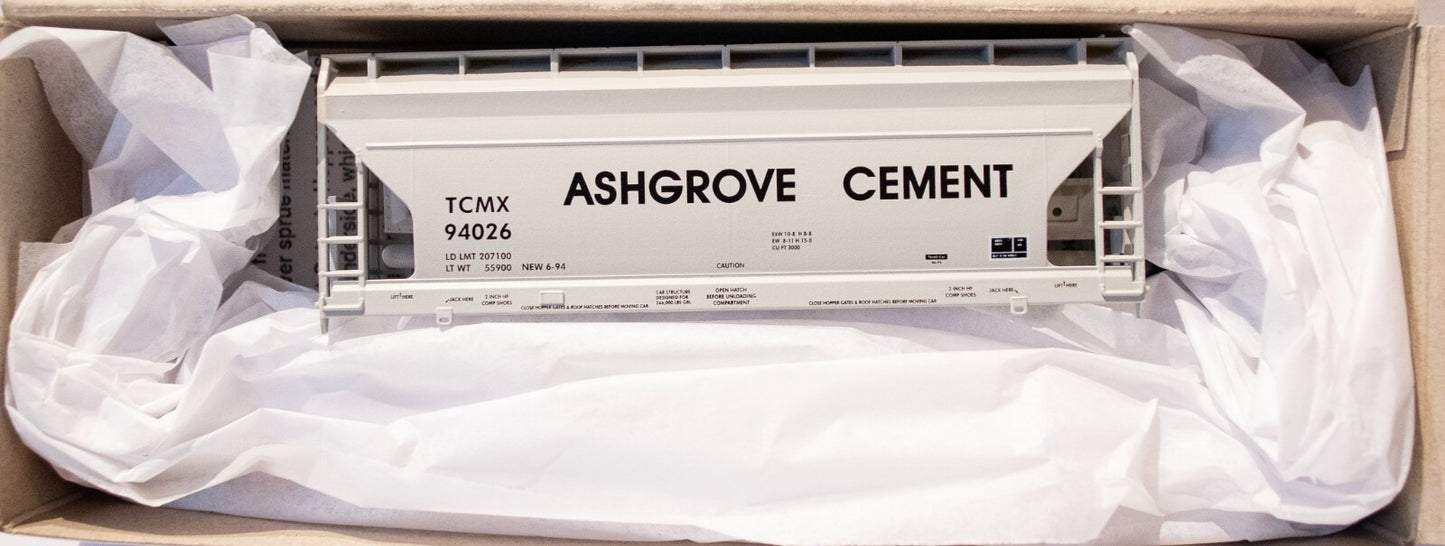 ASHGROVE CEMENT
TCMX
94026
LD LMT 207100
LT WT 55900 NEW 6-94
EXW 10-8 H 8-8
EW 8-11 H 15-0
CU FT 3000
CAUTION
LIFT HERE
JACK HERE
2 INCH HF
COMP SHOES
CLOSE HOPPER GATES & ROOF HATCHES BEFORE MOVING CAR
CAR STRUCTURE
DESIGNED FOR
OPEN HATCH
BEFORE UNLOADING
COMPARTMENT
CLOSE HOPPER GATES & ROOF HATCHES BEFORE MOVING CAR
2 INCH HF
COMP SHOES
JACK HERE
LIFT HERE